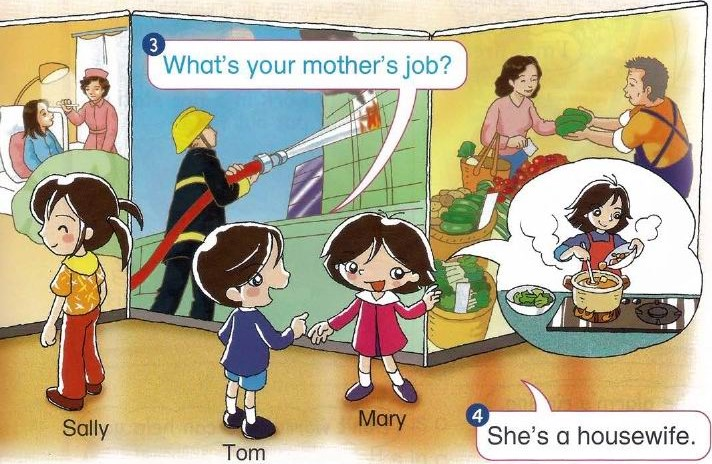 3
What's your mother's job?
Sally
Tom
Mary
4
She's a housewife.